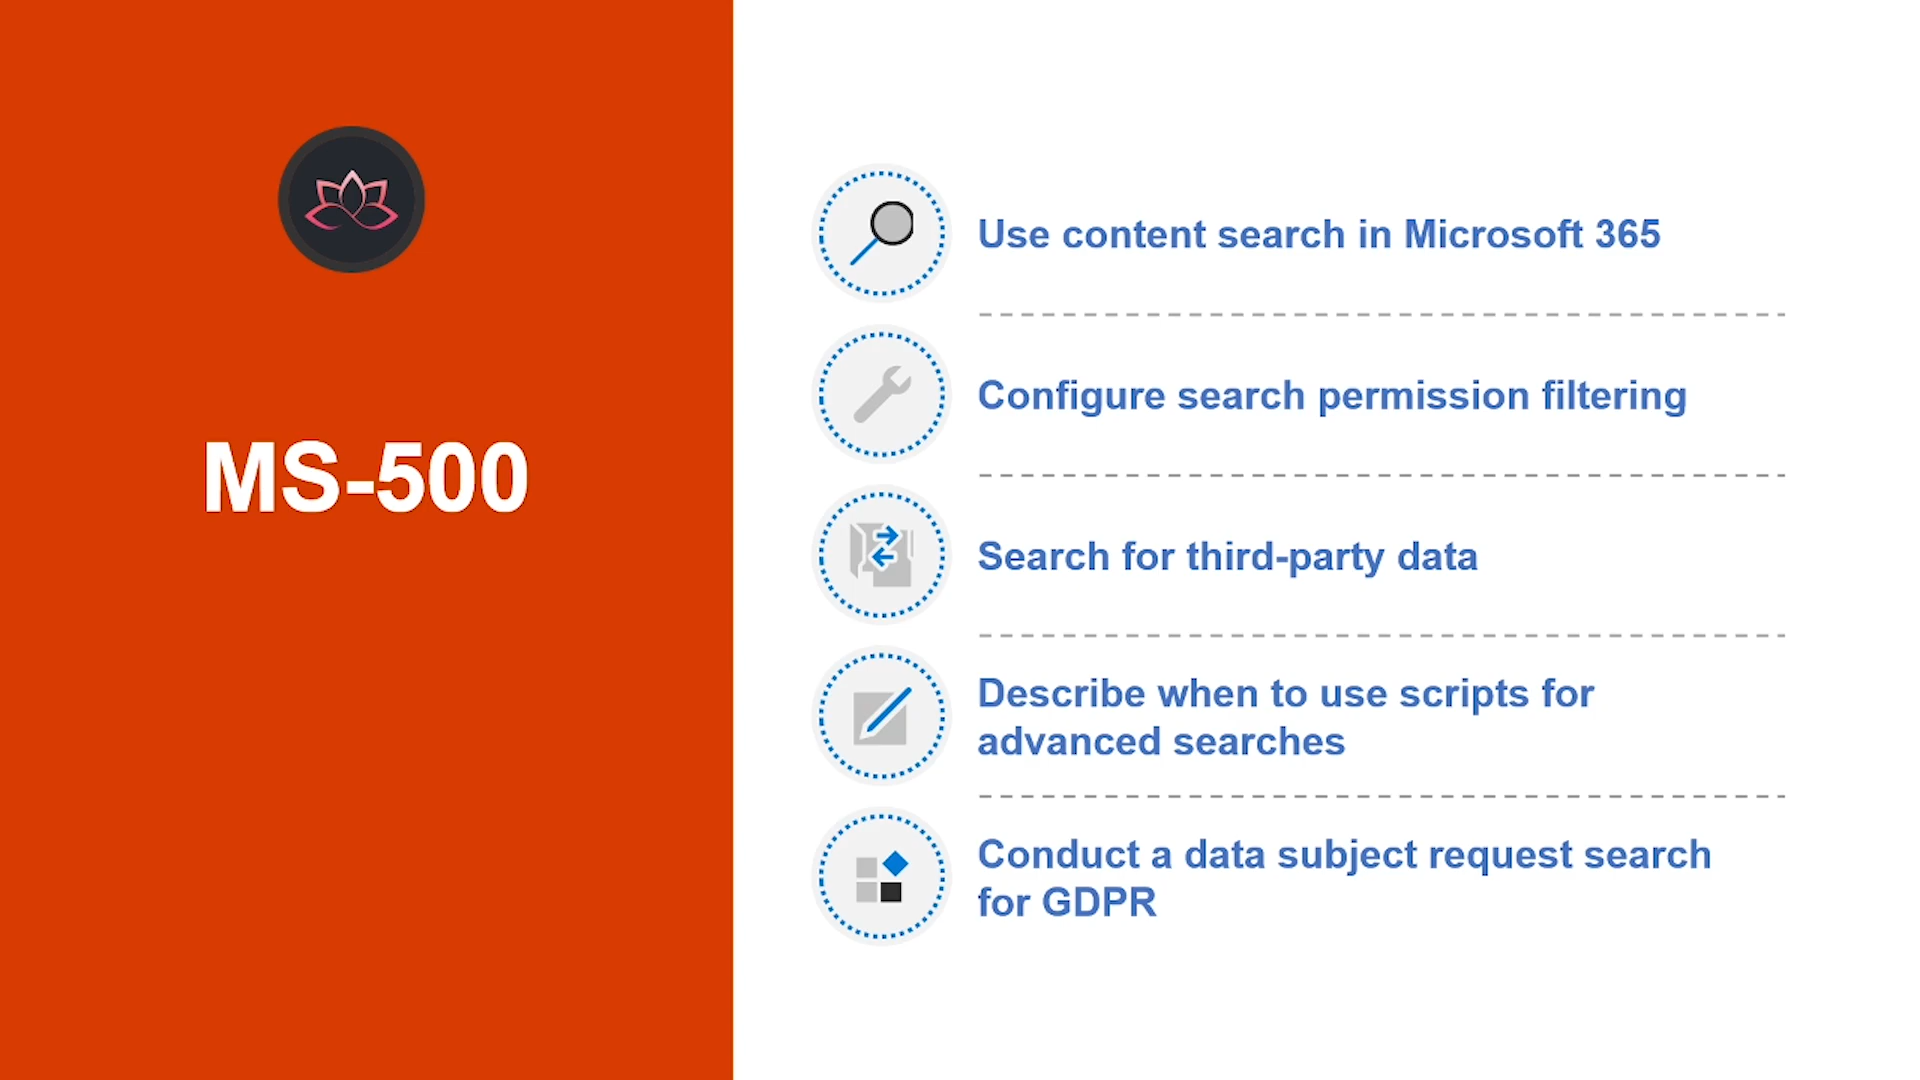 MS-500
Use content search in Microsoft 365
Configure search permission filtering
Search for third-party data
Describe when to use scripts for
advanced searches
Conduct a data subject request search
for GDPR